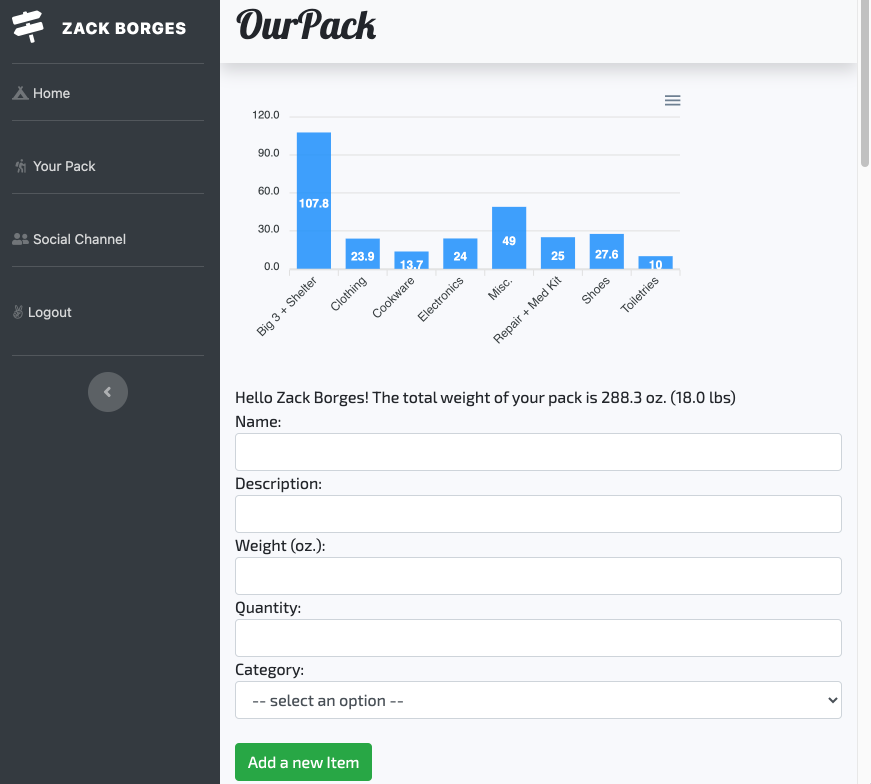 ZACK BORGES
Home
Your Pack
Social Channel
Logout
OurPack
120.0
90.0
60.0
30.0
0.0
107.8
23.9
13.7
24
49
25
27.6
10
Big 3 + Shelter
Clothing
Cookware
Electronics
Misc.
Repair + Med Kit
Shoes
Toiletries
Hello Zack Borges! The total weight of your pack is 288.3 oz. (18.0 lbs)
Name:
Description:
Weight (oz.):
Quantity:
Category:
-- select an option --
Add a new Item